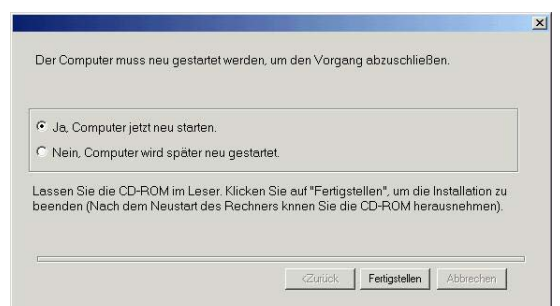 Der Computer muss neu gestartet werden, um den Vorgang abzuschließen.
Ja, Computer jetzt neu starten.
Nein, Computer wird später neu gestartet.
Lassen Sie die CD-ROM im Leser. Klicken Sie auf "Fertigstellen", um die Installation zu
beenden (Nach dem Neustart des Rechners knnen Sie die CD-ROM herausnehmen).
<Zurück Fertigstellen Abbrechen